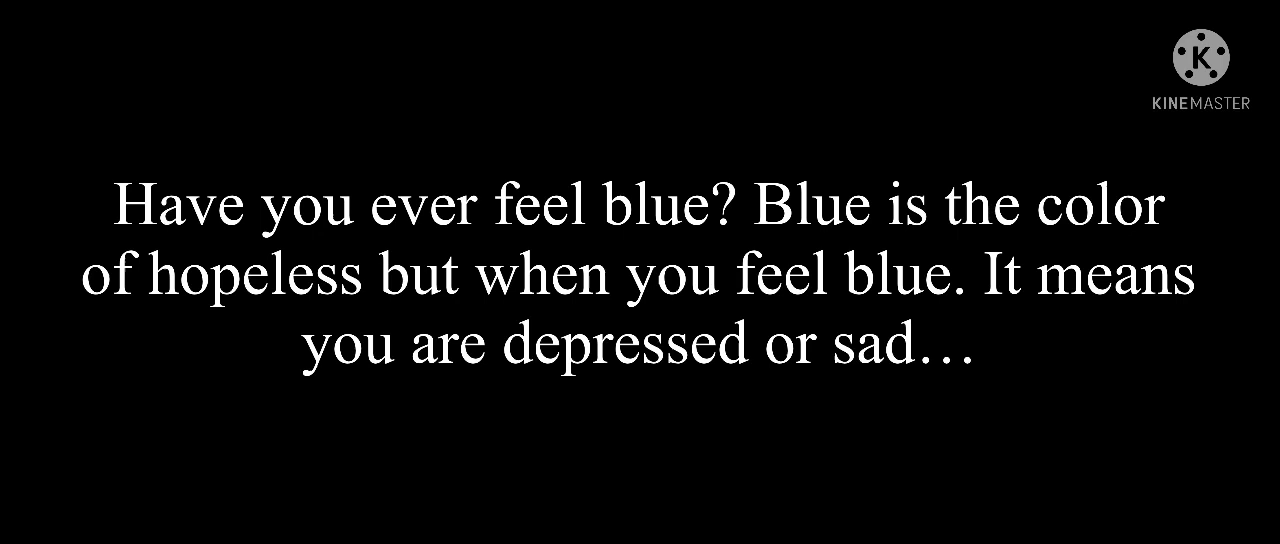 K
KINEMASTER
Have you ever feel blue? Blue is the color
of hopeless but when you feel blue. It means
you are depressed or sad…